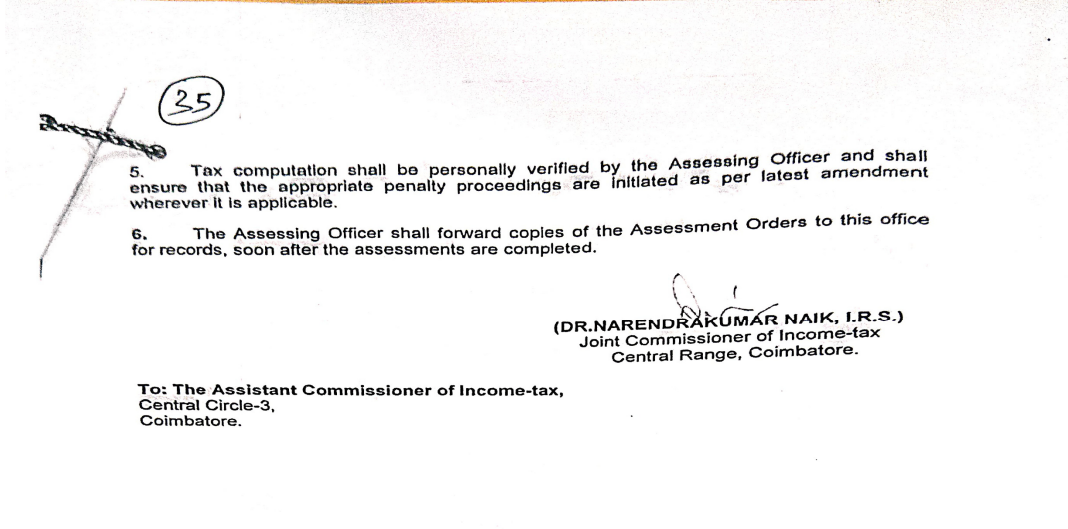 35
5. Tax computation shall be personally verified by the Assessing Officer and shall
ensure that the appropriate penalty proceedings are initiated as per latest amendment
wherever it is applicable.
6. The Assessing Officer shall forward copies of the Assessment Orders to this office
for records, soon after the assessments are completed.
(DR.NARENDRAKUMAR NAIK, I.R.S.)
Joint Commissioner of Income-tax
Central Range, Coimbatore.
To: The Assistant Commissioner of Income-tax,
Central Circle-3,
Coimbatore.